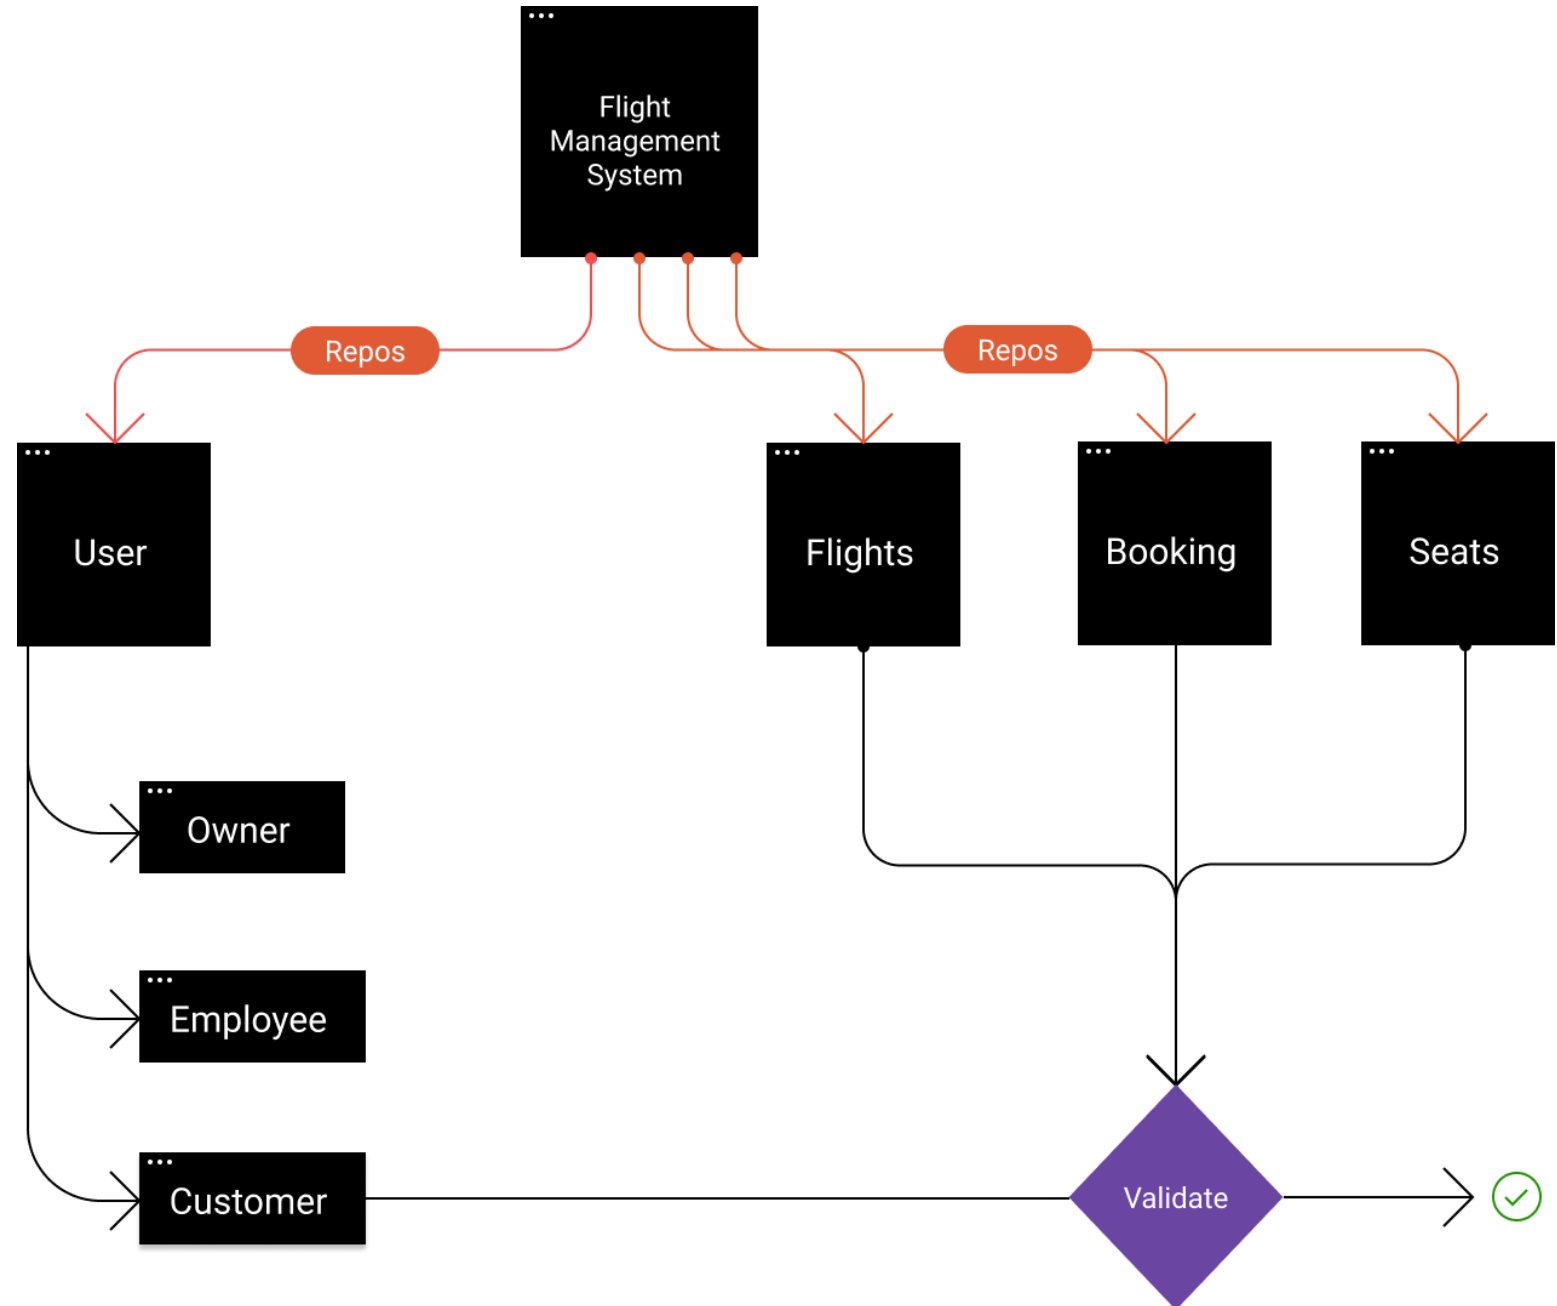 Flight
Management
System
Repos
Repos
User
Flights
Booking
Seats
Owner
Employee
Customer
Validate